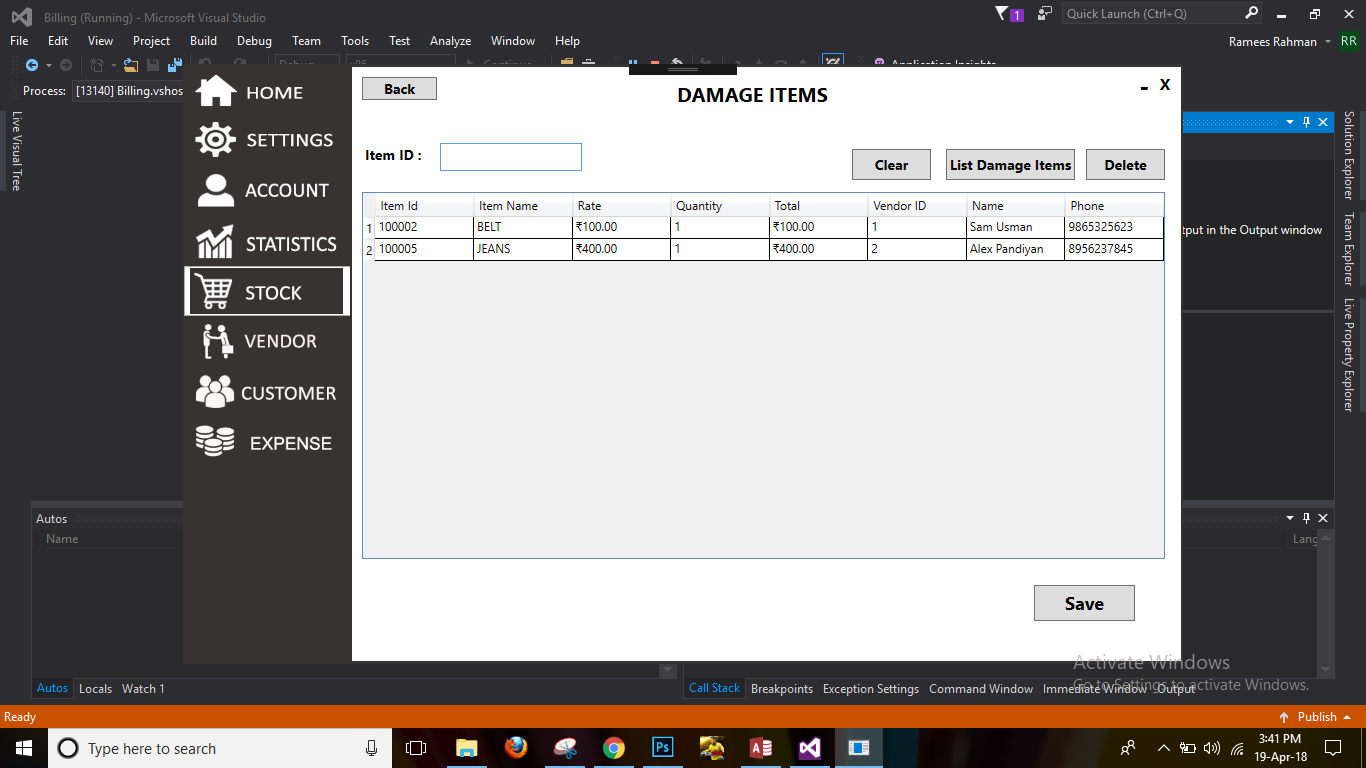 Billing (Running) - Microsoft Visual Studio
1
Quick Launch (Ctrl+Q)
File Edit View Project Build Debug Team Tools Test Analyze Window Help
Ramees Rahman RR
Debug x86 Continue Application Insights
Process: [13140] Billing.vshos
Live Visual Tree
HOME
SETTINGS
ACCOUNT
STATISTICS
STOCK
VENDOR
CUSTOMER
EXPENSE
Back
DAMAGE ITEMS
- X
Item ID :
Clear List Damage Items Delete
Item Id Item Name Rate Quantity Total Vendor ID Name Phone
1 100002 BELT ₹100.00 1 ₹100.00 1 Sam Usman 9865325623
2 100005 JEANS ₹400.00 1 ₹400.00 2 Alex Pandiyan 8956237845
Save
tput in the Output window
Solution Explorer
Team Explorer
Live Property Explorer
Autos
Name
Lang
Activate Windows
Go to Settings to activate Windows.
Autos Locals Watch 1
Call Stack Breakpoints Exception Settings Command Window Immediate Window Output
Ready
Publish
Type here to search
Ps
A
3:41 PM
19-Apr-18